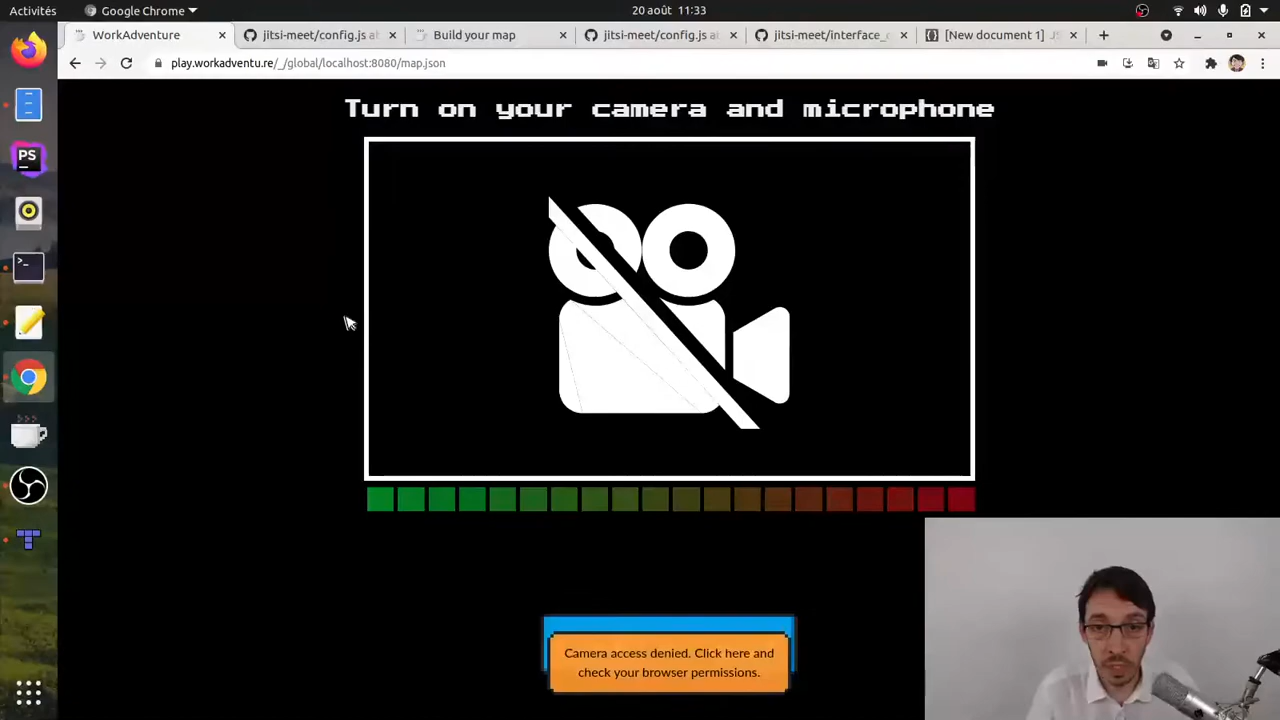 Activités
Google Chrome
20 août 11:33
WorkAdventure
jitsi-meet/config.js at
Build your map
jitsi-meet/config.js at
jitsi-meet/interface_c
[New document 1] JS
play.workadventu.re/_/global/localhost:8080/map.json
Turn on your camera and microphone
PS
Camera access denied. Click here and
check your browser permissions.